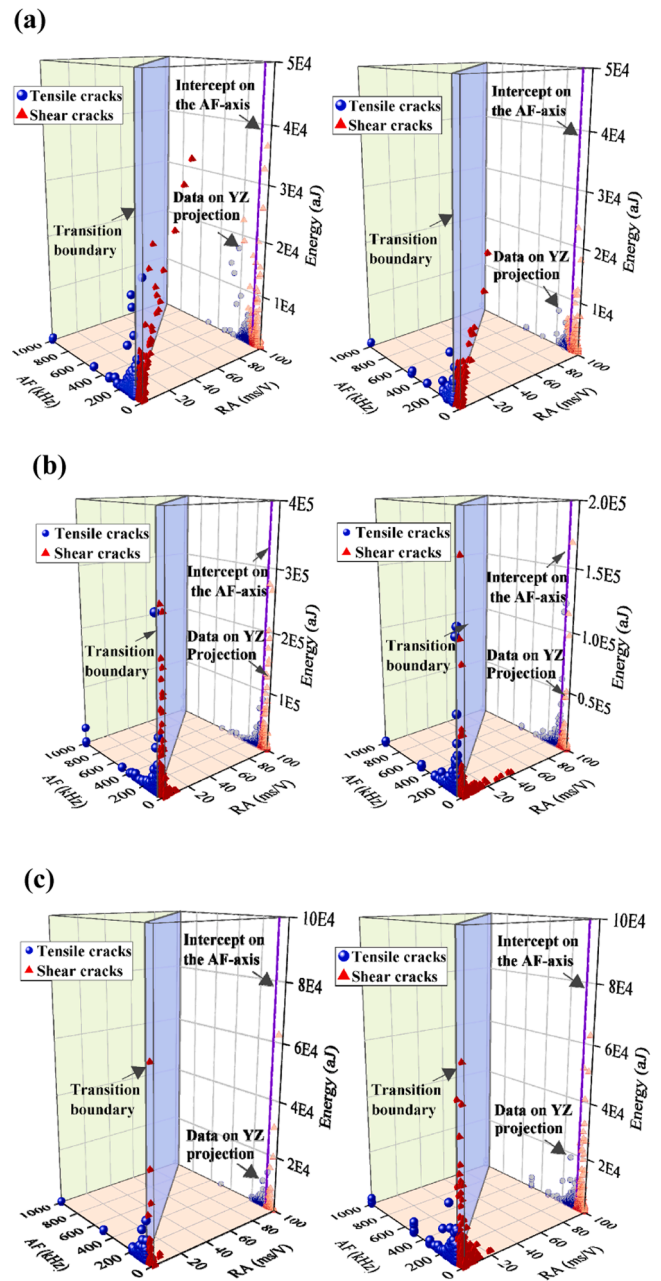 (a)
Tensile cracks
Shear cracks
Intercept on
the AF-axis
Transition
boundary
Data on YZ
projection
5E4
4E4
3E4
2E4
1E4
Energy (aJ)
1000
800
600
400
200
0
AF (kHz)
20
40
60
80
100
RA (ms/V)
Tensile cracks
Shear cracks
Intercept on
the AF-axis
Transition
boundary
Data on YZ
projection
5E4
4E4
3E4
2E4
1E4
Energy (aJ)
1000
800
600
400
200
0
AF (kHz)
20
40
60
80
100
RA (ms/V)
(b)
Tensile cracks
Shear cracks
Intercept on
the AF-axis
Transition
boundary
Data on YZ
Projection
4E5
3E5
2E5
1E5
Energy (aJ)
1000
800
600
400
200
0
AF (kHz)
20
40
60
80
100
RA (ms/V)
Tensile cracks
Shear cracks
Intercept on
the AF-axis
Transition
boundary
Data on YZ
Projection
2.0E5
1.5E5
1.0E5
0.5E5
Energy (aJ)
1000
800
600
400
200
0
AF (kHz)
20
40
60
80
100
RA (ms/V)
(c)
Tensile cracks
Shear cracks
Intercept on
the AF-axis
Transition
boundary
Data on YZ
projection
10E4
8E4
6E4
4E4
2E4
Energy (aJ)
1000
800
600
400
200
0
AF (kHz)
20
40
60
80
100
RA (ms/V)
Tensile cracks
Shear cracks
Intercept on
the AF-axis
Transition
boundary
Data on YZ
projection
10E4
8E4
6E4
4E4
2E4
Energy (aJ)
1000
800
600
400
200
0
AF (kHz)
20
40
60
80
100
RA (ms/V)